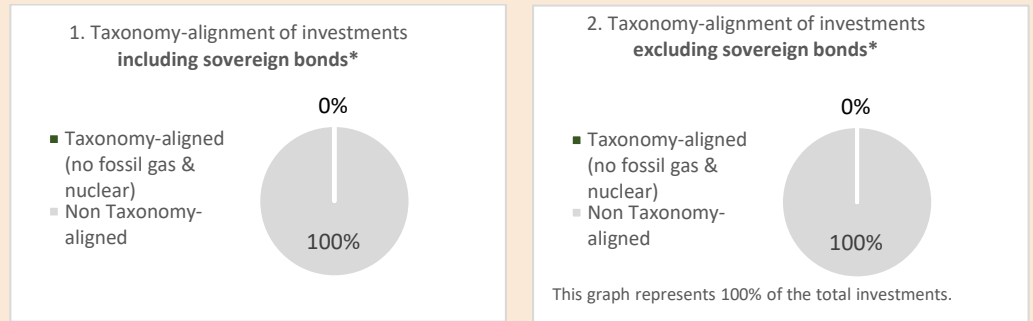 1. Taxonomy-alignment of investments
including sovereign bonds*
0%
Taxonomy-aligned
(no fossil gas &
nuclear)
Non Taxonomy-
aligned
100%
2. Taxonomy-alignment of investments
excluding sovereign bonds*
0%
Taxonomy-aligned
(no fossil gas &
nuclear)
Non Taxonomy-
aligned
100%
This graph represents 100% of the total investments.